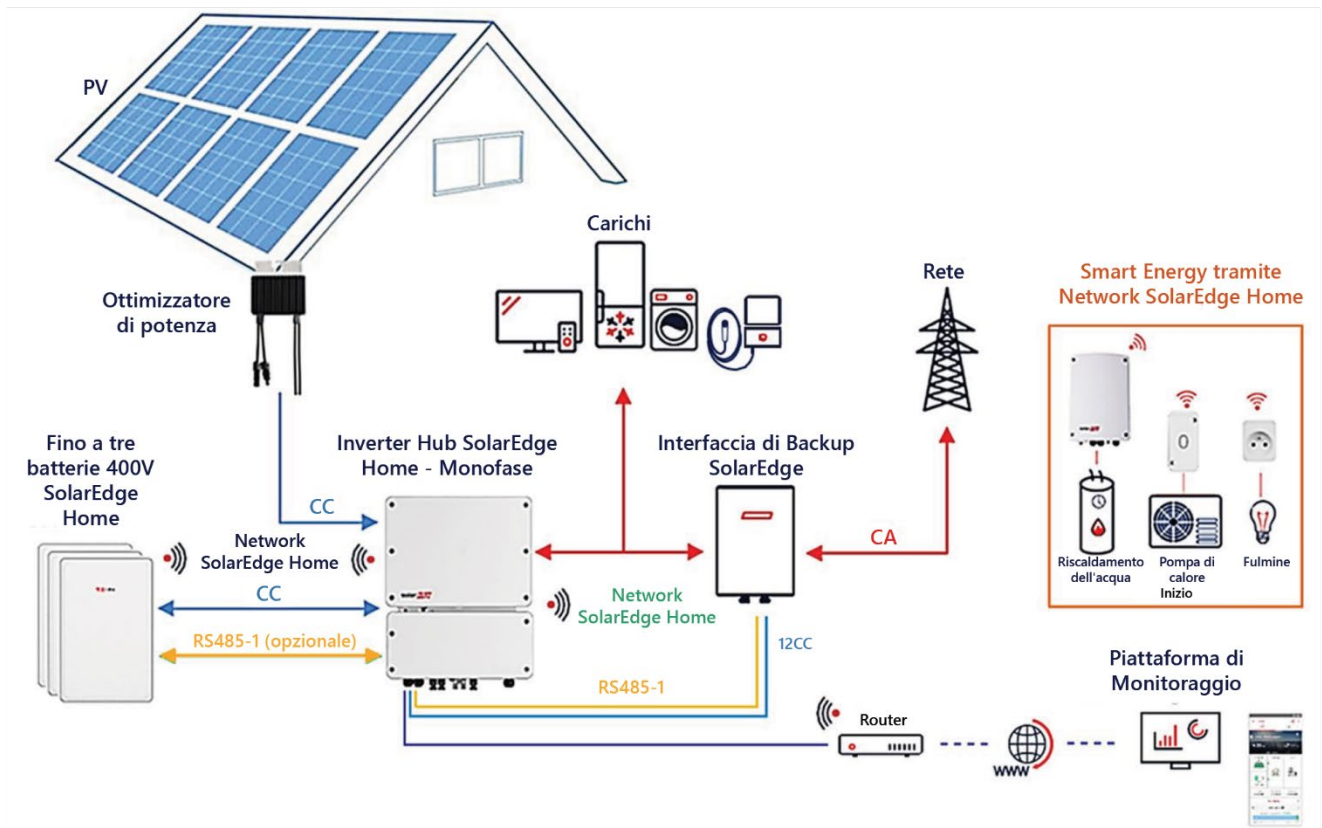 PV
Carichi
Rete
Smart Energy tramite
Network SolarEdge Home
Ottimizzatore
di potenza
Fino a tre
batterie 400V
SolarEdge
Home
Inverter Hub SolarEdge
Home - Monofase
Interfaccia di Backup
SolarEdge
CC
CA
Network
SolarEdge Home
Riscaldamento
dell'acqua
Pompa di
calore
Inizio
Fulmine
CC
Network
SolarEdge Home
RS485-1 (opzionale)
12CC
RS485-1
Piattaforma di
Monitoraggio
Router
www